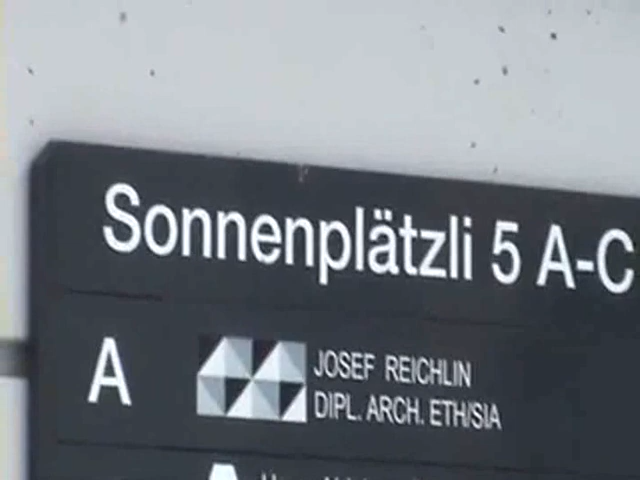 Sonnenplätzli 5 A-C
A
JOSEF REICHLIN
DIPL. ARCH. ETH/SIA